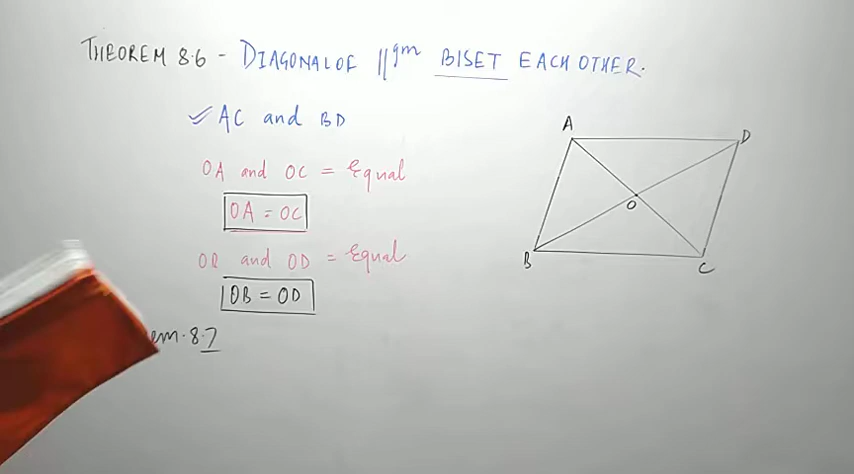 THEOREM 8.6 - DIAGONAL OF ||gm BISET EACH OTHER.
AC and BD
OA and OC = Equal
OA = OC
OB and OD = Equal
OB = OD
em. 8.7
A
D
O
B
C